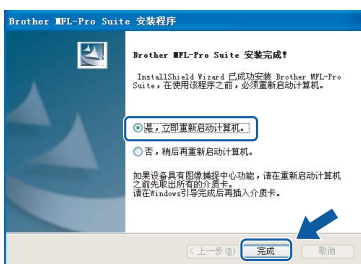 Brother MFL-Pro Suite 安装程序
Brother MFL-Pro Suite 安装完成!
InstallShield Wizard 已成功安装 Brother MFL-Pro
Suite，在使用该程序之前，必须重新启动计算机。
是，立即重新启动计算机。
否，稍后再重新启动计算机。
如果设备具有图像捕捉中心功能，请在重新启动计算机
之前先取出所有的介质卡。
请在Windows引导完成后再插入介质卡。
<上一步(B)
完成
取消